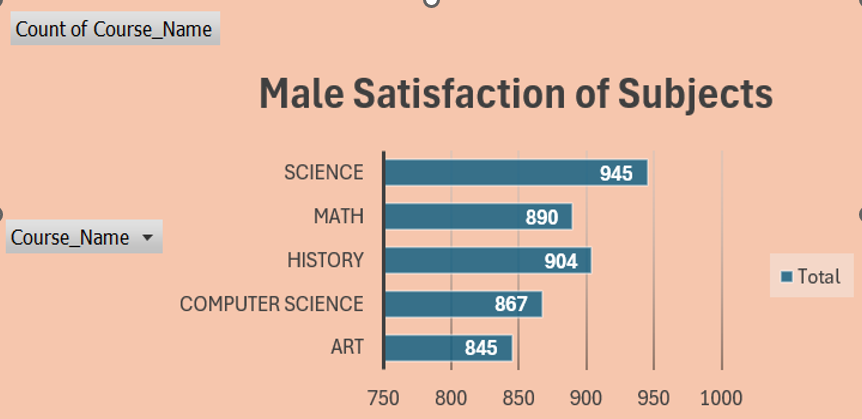 Count of Course_Name
Male Satisfaction of Subjects
SCIENCE 945
MATH 890
Course_Name
HISTORY 904
Total
COMPUTER SCIENCE 867
ART 845
750 800 850 900 950 1000